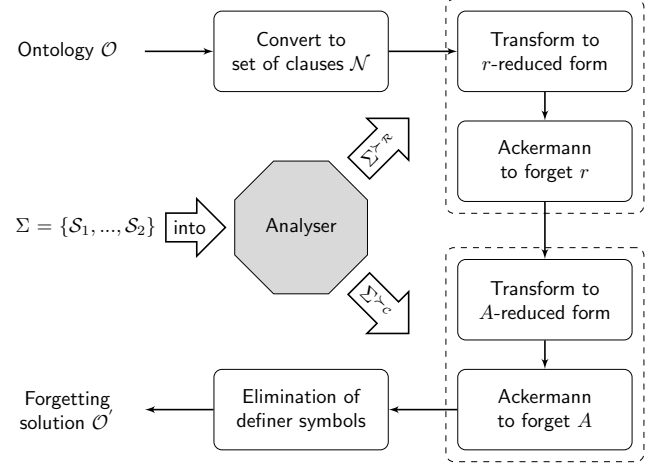 Ontology 𝒪
Convert to
set of clauses 𝒩
Transform to
r-reduced form
Ackermann
to forget r
Σ^≻ℛ
Σ = {𝒮₁, ..., 𝒮₂}
into
Analyser
Σ^≻𝒞
Transform to
A-reduced form
Forgetting
solution 𝒪′
Elimination of
definer symbols
Ackermann
to forget A